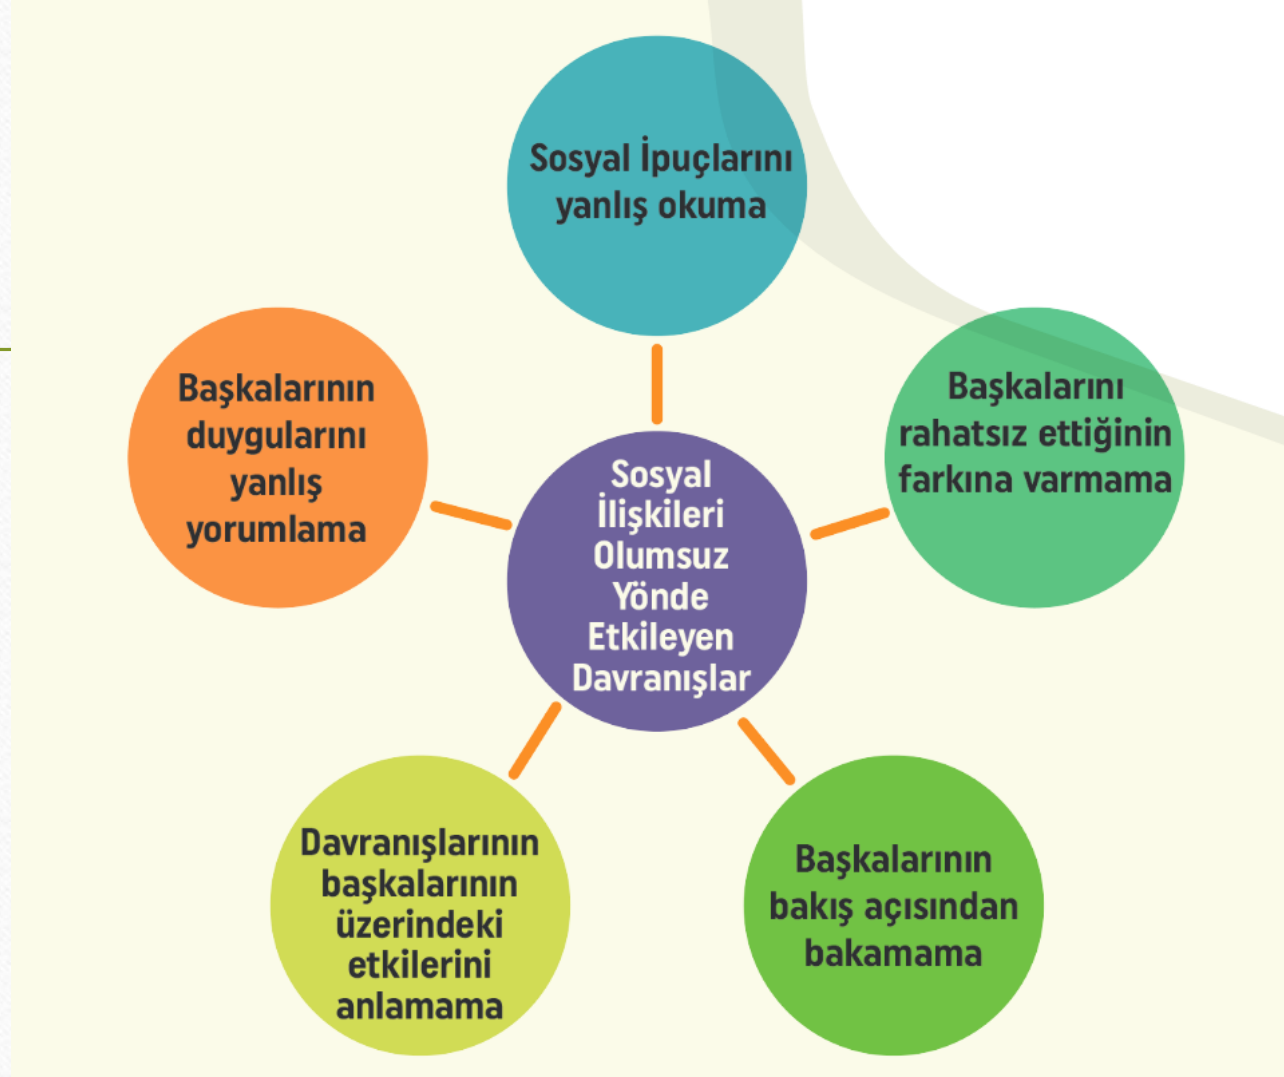 Sosyal İpuçlarını
yanlış okuma
Başkalarının
duygularını
yanlış
yorumlama
Başkalarını
rahatsız ettiğinin
farkına varmama
Sosyal
İlişkileri
Olumsuz
Yönde
Etkileyen
Davranışlar
Davranışlarının
başkalarının
üzerindeki
etkilerini
anlamama
Başkalarının
bakış açısından
bakamama